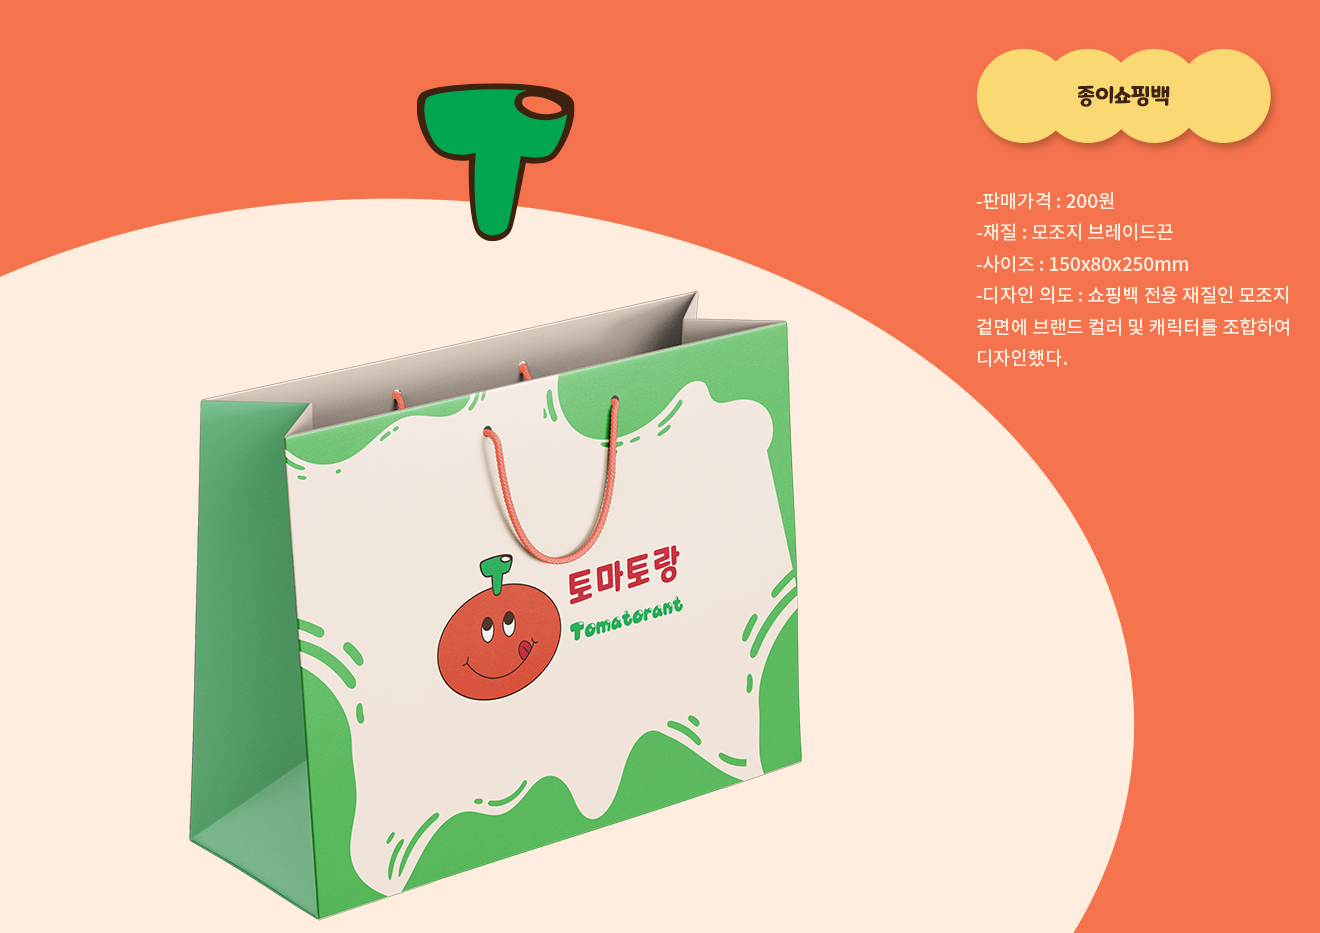 종이쇼핑백
-판매가격 : 200원
-재질 : 모조지 브레이드끈
-사이즈 : 150x80x250mm
-디자인 의도 : 쇼핑백 전용 재질인 모조지
겉면에 브랜드 컬러 및 캐릭터를 조합하여
디자인했다.
토마토랑
Tomatorant